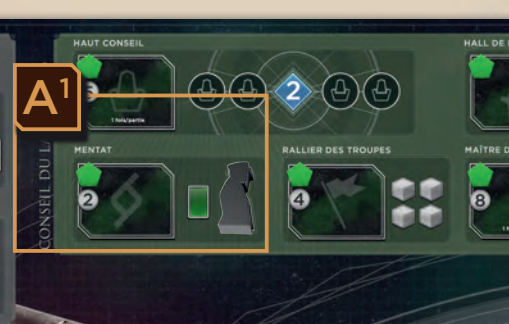 HAUT CONSEIL
HALL DE
A¹
2
1 fois/partie
MENTAT
RALLIER DES TROUPES
MAÎTRE D
CONSEIL DU
2
4
8